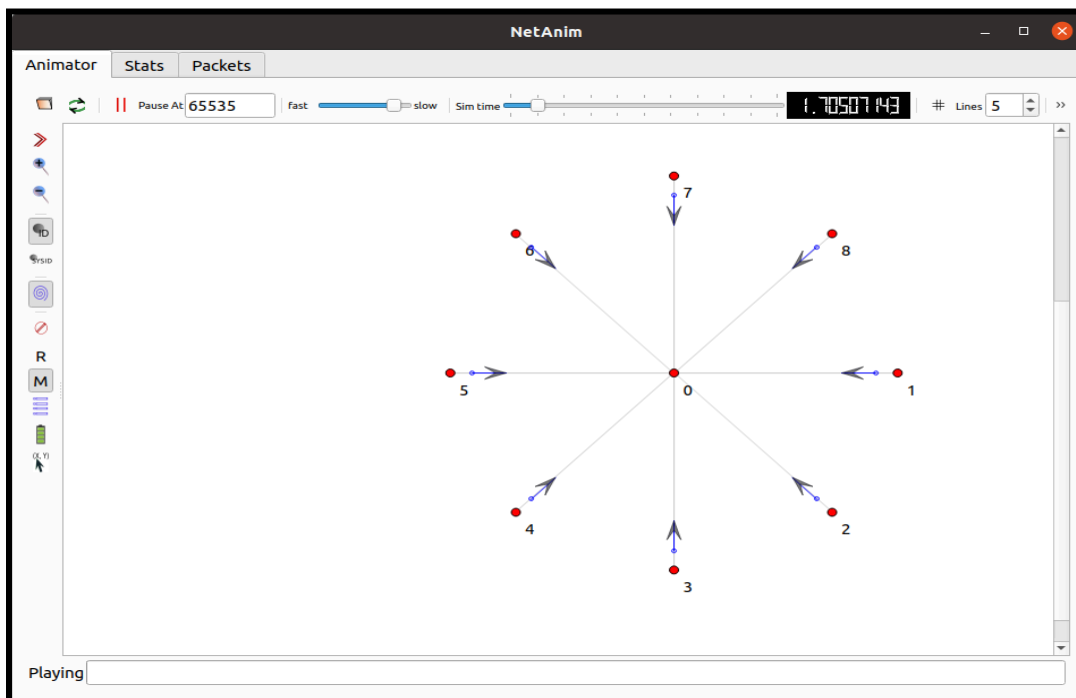 NetAnim
Animator Stats Packets
Pause At 65535 Fast slow Sim time 1.70507143 # Lines 5 »
ID
SYSID
R
M
(X, Y)
7
6
8
5
0
1
4
2
3
Playing